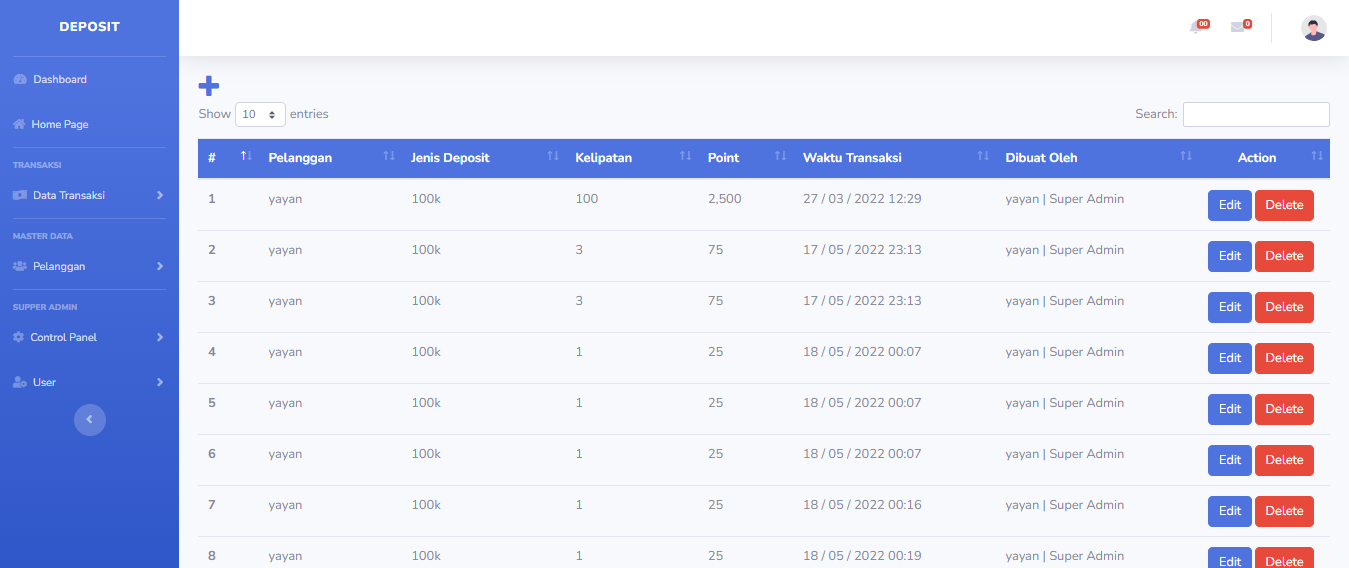 DEPOSIT
Dashboard
Home Page
TRANSAKSI
Data Transaksi
MASTER DATA
Pelanggan
SUPPER ADMIN
Control Panel
User
00 0
Show 10 entries Search:
# Pelanggan Jenis Deposit Kelipatan Point Waktu Transaksi Dibuat Oleh Action
1 yayan 100k 100 2,500 27 / 03 / 2022 12:29 yayan | Super Admin Edit Delete
2 yayan 100k 3 75 17 / 05 / 2022 23:13 yayan | Super Admin Edit Delete
3 yayan 100k 3 75 17 / 05 / 2022 23:13 yayan | Super Admin Edit Delete
4 yayan 100k 1 25 18 / 05 / 2022 00:07 yayan | Super Admin Edit Delete
5 yayan 100k 1 25 18 / 05 / 2022 00:07 yayan | Super Admin Edit Delete
6 yayan 100k 1 25 18 / 05 / 2022 00:07 yayan | Super Admin Edit Delete
7 yayan 100k 1 25 18 / 05 / 2022 00:16 yayan | Super Admin Edit Delete
8 yayan 100k 1 25 18 / 05 / 2022 00:19 yayan | Super Admin Edit Delete